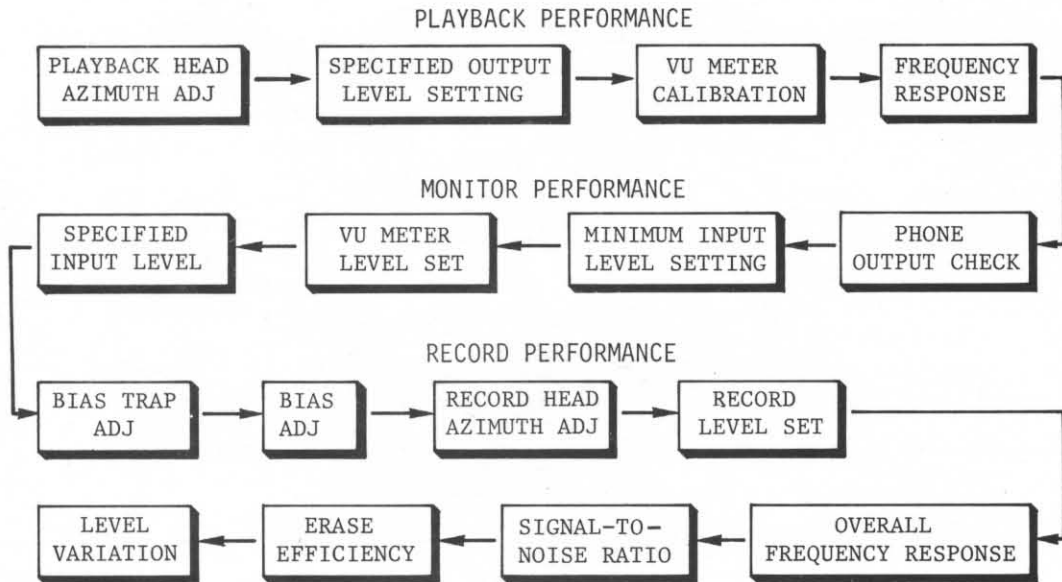 PLAYBACK PERFORMANCE
PLAYBACK HEAD
AZIMUTH ADJ
SPECIFIED OUTPUT
LEVEL SETTING
VU METER
CALIBRATION
FREQUENCY
RESPONSE
MONITOR PERFORMANCE
SPECIFIED
INPUT LEVEL
VU METER
LEVEL SET
MINIMUM INPUT
LEVEL SETTING
PHONE
OUTPUT CHECK
RECORD PERFORMANCE
BIAS TRAP
ADJ
BIAS
ADJ
RECORD HEAD
AZIMUTH ADJ
RECORD
LEVEL SET
LEVEL
VARIATION
ERASE
EFFICIENCY
SIGNAL-TO-
NOISE RATIO
OVERALL
FREQUENCY RESPONSE